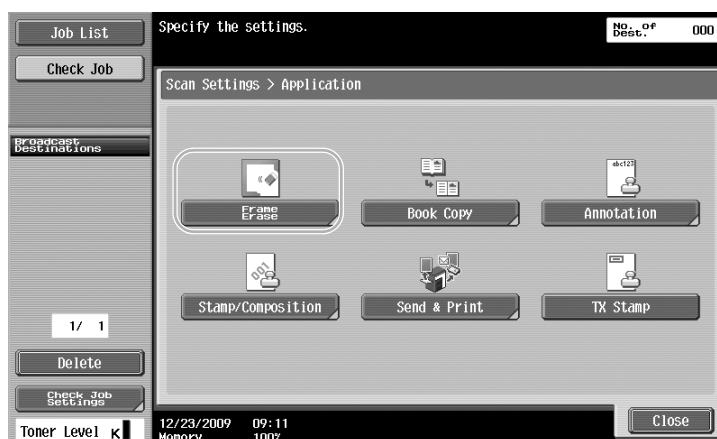 Job List
Check Job
Broadcast
Destinations
1/ 1
Delete
Check Job
Settings
Toner Level K
Specify the settings.
No. of
Dest.
000
Scan Settings > Application
Frame
Erase
Book Copy
abc123
Annotation
001
Stamp/Composition
Send & Print
TX Stamp
Close
12/23/2009 09:11
Memory 100%